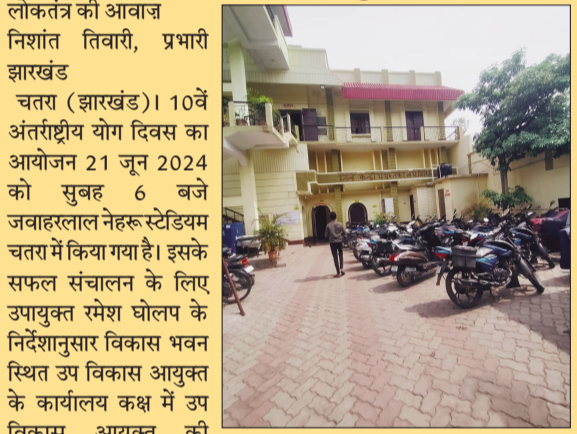 लोकतंत्र की आवाज़
निशांत तिवारी, प्रभारी
झारखंड
चतरा (झारखंड)। 10वें
अंतर्राष्ट्रीय योग दिवस का
आयोजन 21 जून 2024
को सुबह 6 बजे
जवाहरलाल नेहरू स्टेडियम
चतरा में किया गया है। इसके
सफल संचालन के लिए
उपायुक्त रमेश घोलप के
निर्देशानुसार विकास भवन
स्थित उप विकास आयुक्त
के कार्यालय कक्ष में उप
विकास आयुक्त की